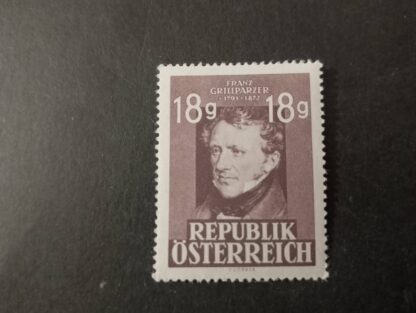 FRANZ
GRILLPARZER
· 1791 - 1872 ·
18g 18g
REPUBLIK
ÖSTERREICH